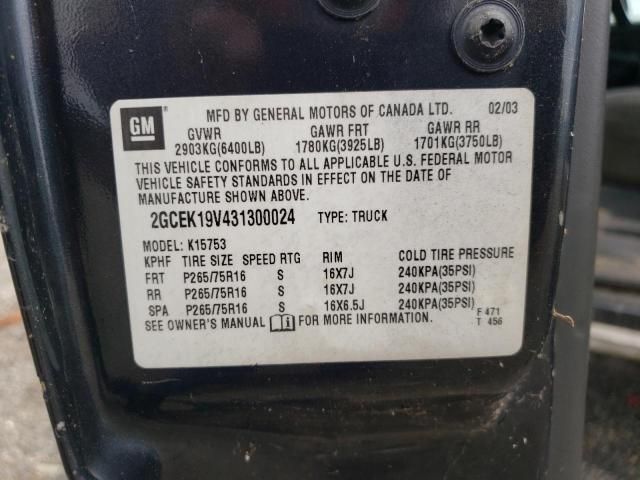 GM
MFD BY GENERAL MOTORS OF CANADA LTD. 02/03
GVWR GAWR FRT GAWR RR
2903KG(6400LB) 1780KG(3925LB) 1701KG(3750LB)
THIS VEHICLE CONFORMS TO ALL APPLICABLE U.S. FEDERAL MOTOR
VEHICLE SAFETY STANDARDS IN EFFECT ON THE DATE OF
MANUFACTURE SHOWN ABOVE.
2GCEK19V431300024 TYPE: TRUCK
MODEL: K15753
KPHF TIRE SIZE SPEED RTG RIM COLD TIRE PRESSURE
FRT P265/75R16 S 16X7J 240KPA(35PSI)
RR P265/75R16 S 16X7J 240KPA(35PSI)
SPA P265/75R16 S 16X6.5J 240KPA(35PSI)
SEE OWNER'S MANUAL FOR MORE INFORMATION. F 471
T 456